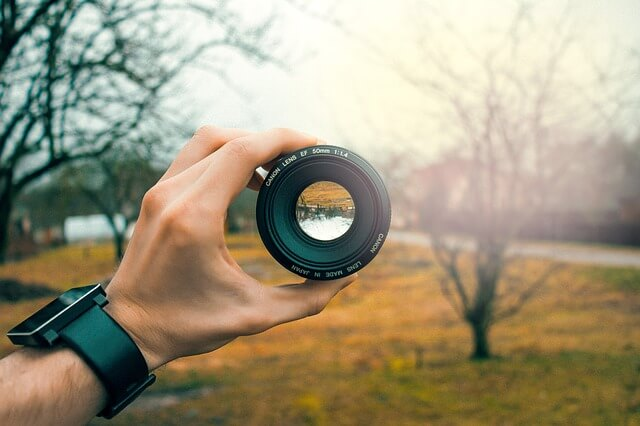 CANON LENS EF 50mm 1:1.4
CANON LENS MADE IN JAPAN